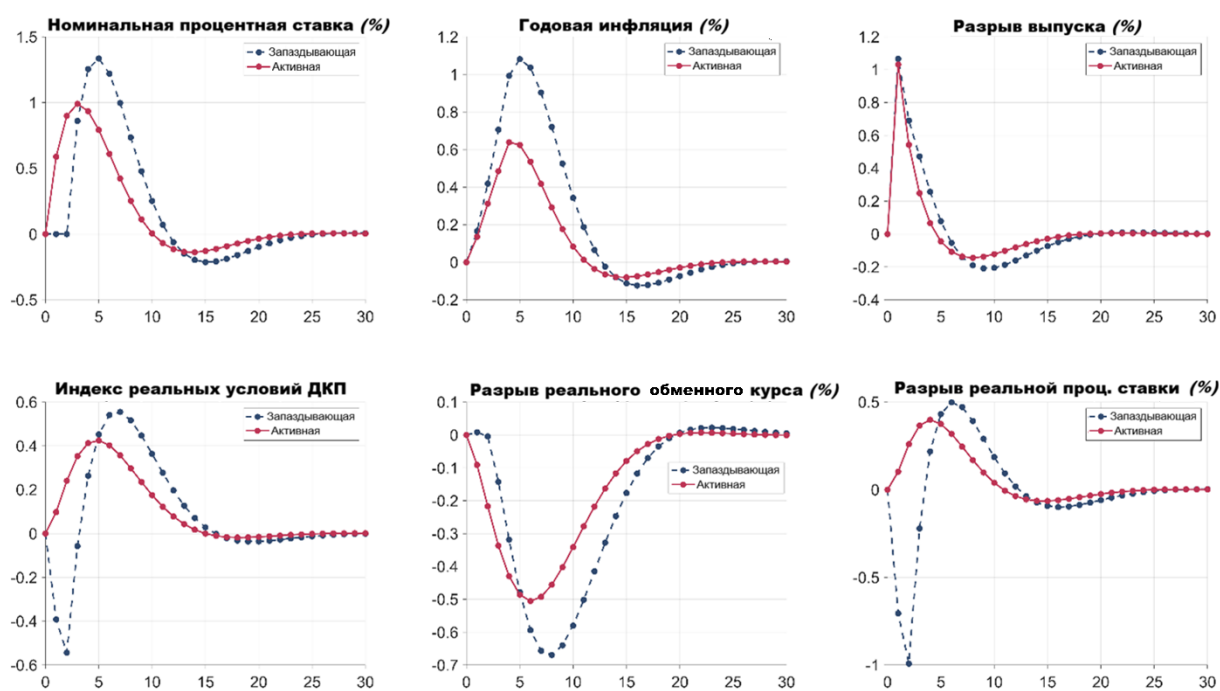 Номинальная процентная ставка (%)
1.5
1
0.5
0
-0.5
0 5 10 15 20 25 30
Запаздывающая
Активная
Годовая инфляция (%)
1.2
1
0.8
0.6
0.4
0.2
0
-0.2
0 5 10 15 20 25 30
Запаздывающая
Активная
Разрыв выпуска (%)
1.2
1
0.8
0.6
0.4
0.2
0
-0.2
-0.4
0 5 10 15 20 25 30
Запаздывающая
Активная
Индекс реальных условий ДКП
0.6
0.4
0.2
0
-0.2
-0.4
-0.6
0 5 10 15 20 25 30
Запаздывающая
Активная
Разрыв реального обменного курса (%)
0.1
0
-0.1
-0.2
-0.3
-0.4
-0.5
-0.6
-0.7
0 5 10 15 20 25 30
Запаздывающая
Активная
Разрыв реальной проц. ставки (%)
0.5
0
-0.5
-1
0 5 10 15 20 25 30
Запаздывающая
Активная